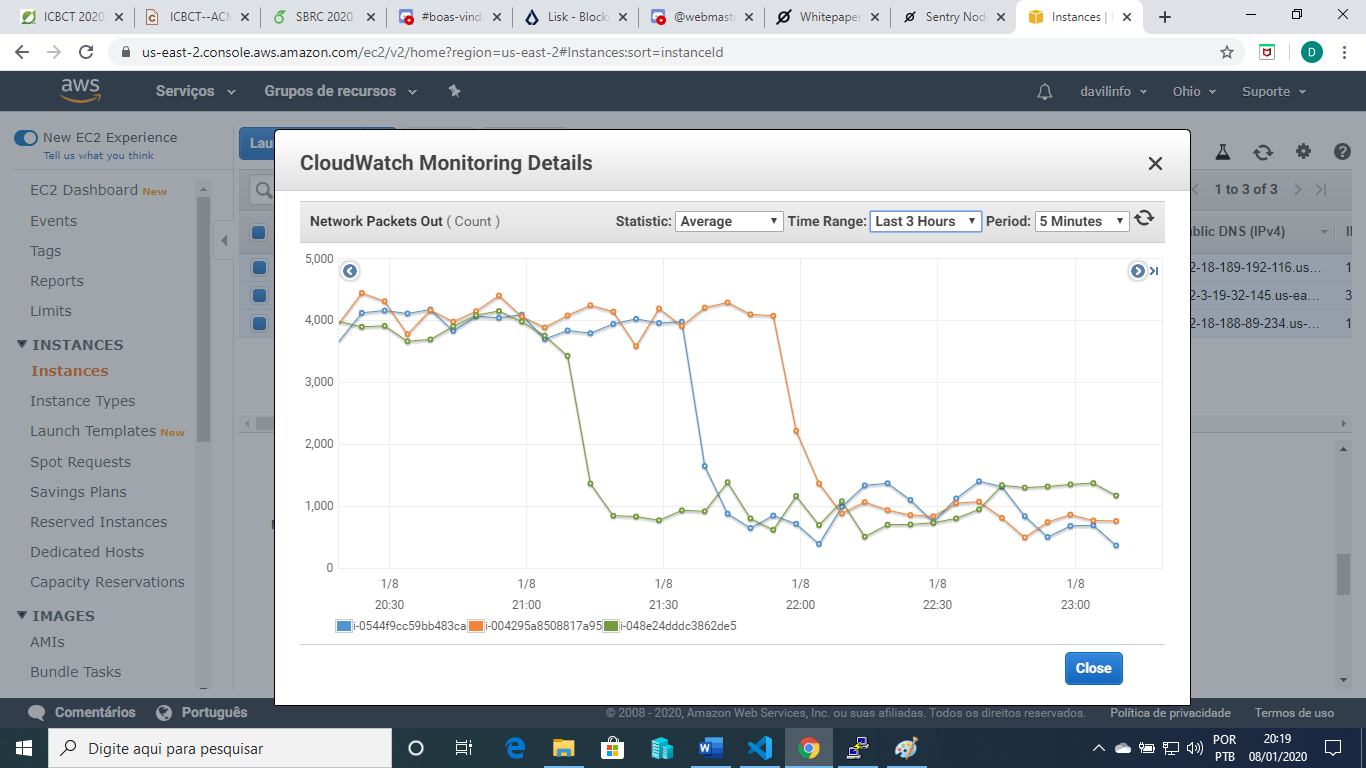 ICBCT 2020
ICBCT--ACM
SBRC 2020
#boas-vind
Lisk - Block
@webmast
Whitepaper
Sentry Nod
Instances | E
us-east-2.console.aws.amazon.com/ec2/v2/home?region=us-east-2#Instances:sort=instanceId
D
aws
Serviços
Grupos de recursos
davilinfo
Ohio
Suporte
New EC2 Experience
Tell us what you think
EC2 Dashboard New
Events
Tags
Reports
Limits
INSTANCES
Instances
Instance Types
Launch Templates New
Spot Requests
Savings Plans
Reserved Instances
Dedicated Hosts
Capacity Reservations
IMAGES
AMIs
Bundle Tasks
Lau
1 to 3 of 3
blic DNS (IPv4)
2-18-189-192-116.us...
2-3-19-32-145.us-ea...
2-18-188-89-234.us-...
CloudWatch Monitoring Details
Network Packets Out ( Count )
Statistic: Average Time Range: Last 3 Hours Period: 5 Minutes
5,000
4,000
3,000
2,000
1,000
0
1/8 1/8 1/8 1/8 1/8 1/8
20:30 21:00 21:30 22:00 22:30 23:00
i-0544f9cc59bb483ca i-004295a8508817a95 i-048e24dddc3862de5
Close
Comentários
Português
© 2008 - 2020, Amazon Web Services, Inc. ou suas afiliadas. Todos os direitos reservados.
Política de privacidade
Termos de uso
Digite aqui para pesquisar
POR
PTB
20:19
08/01/2020